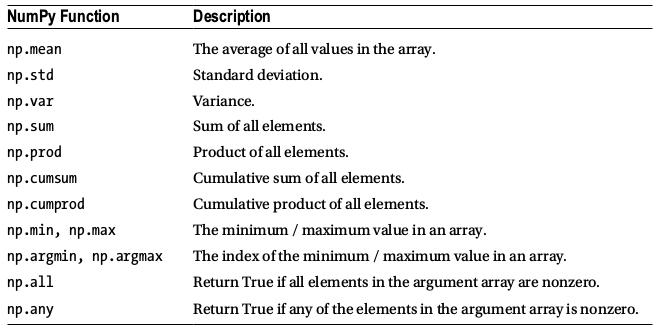 NumPy Function Description
np.mean The average of all values in the array.
np.std Standard deviation.
np.var Variance.
np.sum Sum of all elements.
np.prod Product of all elements.
np.cumsum Cumulative sum of all elements.
np.cumprod Cumulative product of all elements.
np.min, np.max The minimum / maximum value in an array.
np.argmin, np.argmax The index of the minimum / maximum value in an array.
np.all Return True if all elements in the argument array are nonzero.
np.any Return True if any of the elements in the argument array is nonzero.